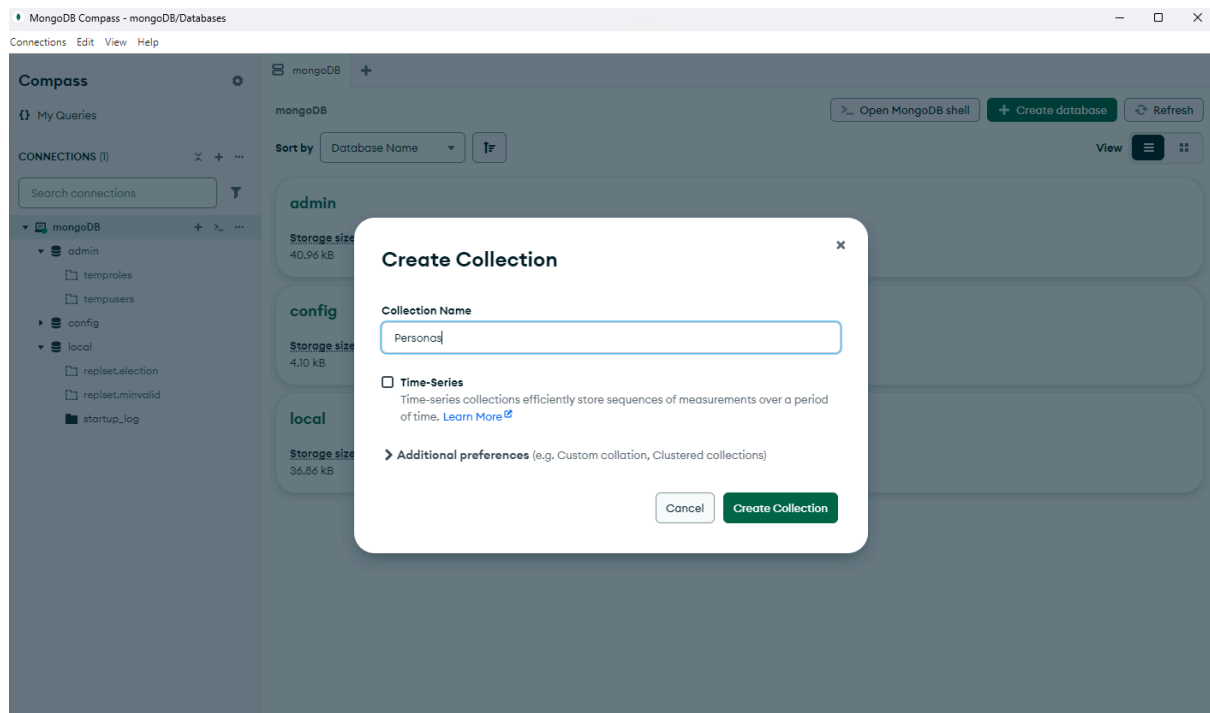 MongoDB Compass - mongoDB/Databases
Connections Edit View Help
Compass
{} My Queries
CONNECTIONS (1)
Search connections
mongoDB
admin
temproles
tempusers
config
local
replset.election
replset.minvalid
startup_log
mongoDB
mongoDB
>_ Open MongoDB shell
+ Create database
Refresh
Sort by Database Name
View
admin
Storage size
40.96 kB
config
Storage size
4.10 kB
local
Storage size
36.86 kB
Create Collection
Collection Name
Personas
Time-Series
Time-series collections efficiently store sequences of measurements over a period
of time. Learn More
Additional preferences (e.g. Custom collation, Clustered collections)
Cancel
Create Collection